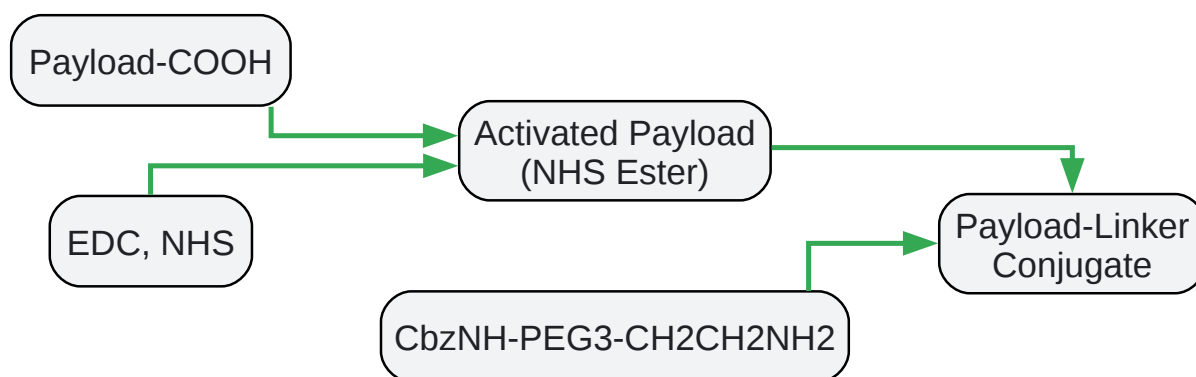 Payload-COOH
Activated Payload
(NHS Ester)
EDC, NHS
Payload-Linker
Conjugate
CbzNH-PEG3-CH2CH2NH2